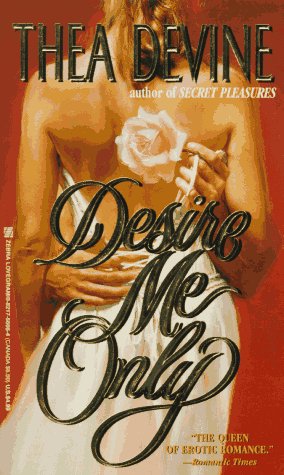 THEA DEVINE
author of SECRET PLEASURES
Desire
Me
Only
"THE QUEEN
OF EROTIC ROMANCE."
—Romantic Times